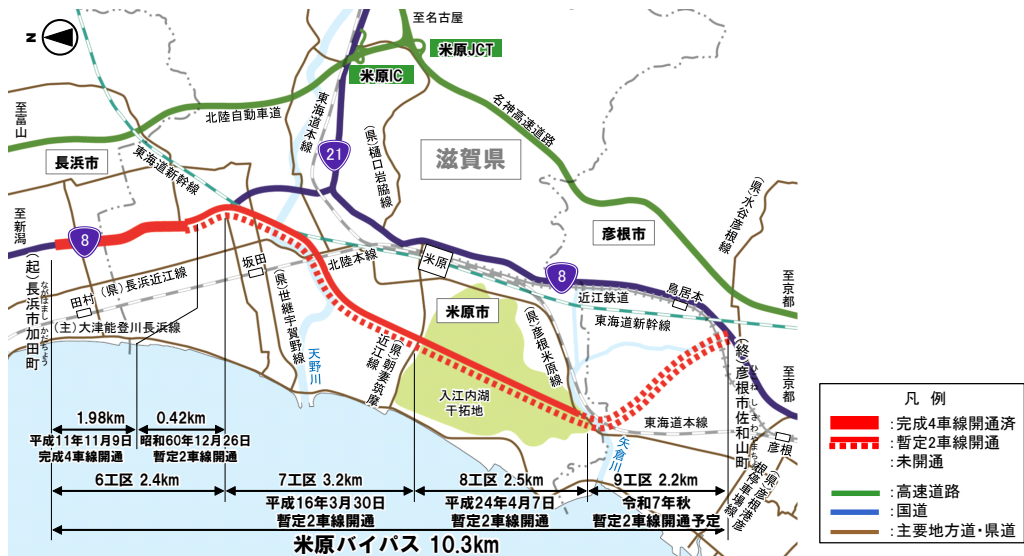 N
至名古屋
米原JCT
米原IC
至富山
北陸自動車道
東海道本線
名神高速道路
(県)樋口岩脇線
21
滋賀県
長浜市
東海道新幹線
(県)水谷彦根線
彦根市
至新潟
8
坂田
北陸本線
米原
8
至京都
鳥居本
近江鉄道
東海道新幹線
(起)長浜市加田町
ながはまし かだちょう
田村
(県)長浜近江線
(主)大津能登川長浜線
(県)世継宇賀野線
天野川
米原市
(県)彦根米原線
(県)朝妻筑摩近江線
入江内湖
干拓地
(終)彦根市佐和山町
ひこねし さわやまちょう
至京都
東海道本線
彦根
矢倉川
(県)彦根港彦根停車場線
1.98km
0.42km
平成11年11月9日
完成4車線開通
昭和60年12月26日
暫定2車線開通
6工区 2.4km
7工区 3.2km
8工区 2.5km
9工区 2.2km
平成16年3月30日
暫定2車線開通
平成24年4月7日
暫定2車線開通
令和7年秋
暫定2車線開通予定
米原バイパス 10.3km
凡 例
:完成4車線開通済
:暫定2車線開通
:未開通
:高速道路
:国道
:主要地方道・県道